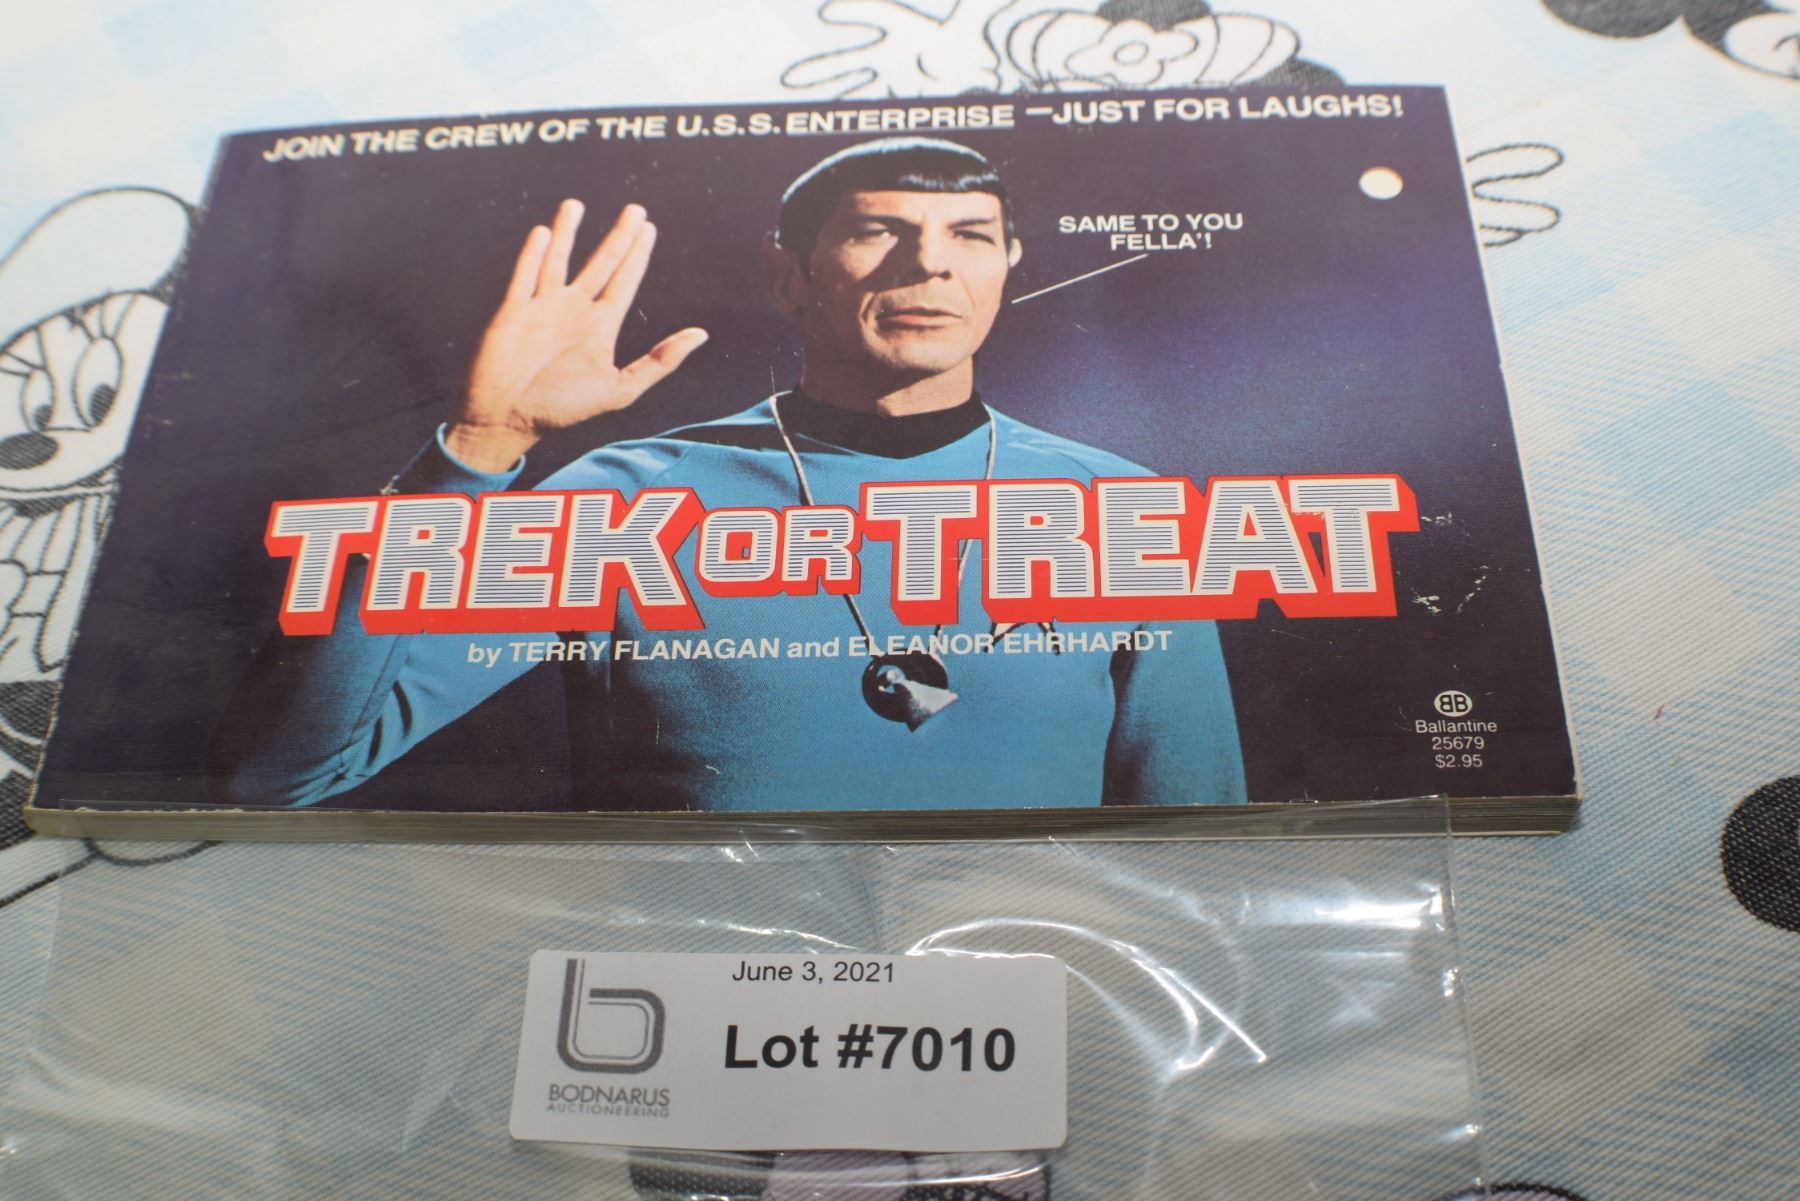 JOIN THE CREW OF THE U.S.S. ENTERPRISE —JUST FOR LAUGHS!
SAME TO YOU
FELLA'!
TREK OR TREAT
by TERRY FLANAGAN and ELEANOR EHRHARDT
BB
Ballantine
25679
$2.95
June 3, 2021
Lot #7010
b
BODNARUS
AUCTIONEERING